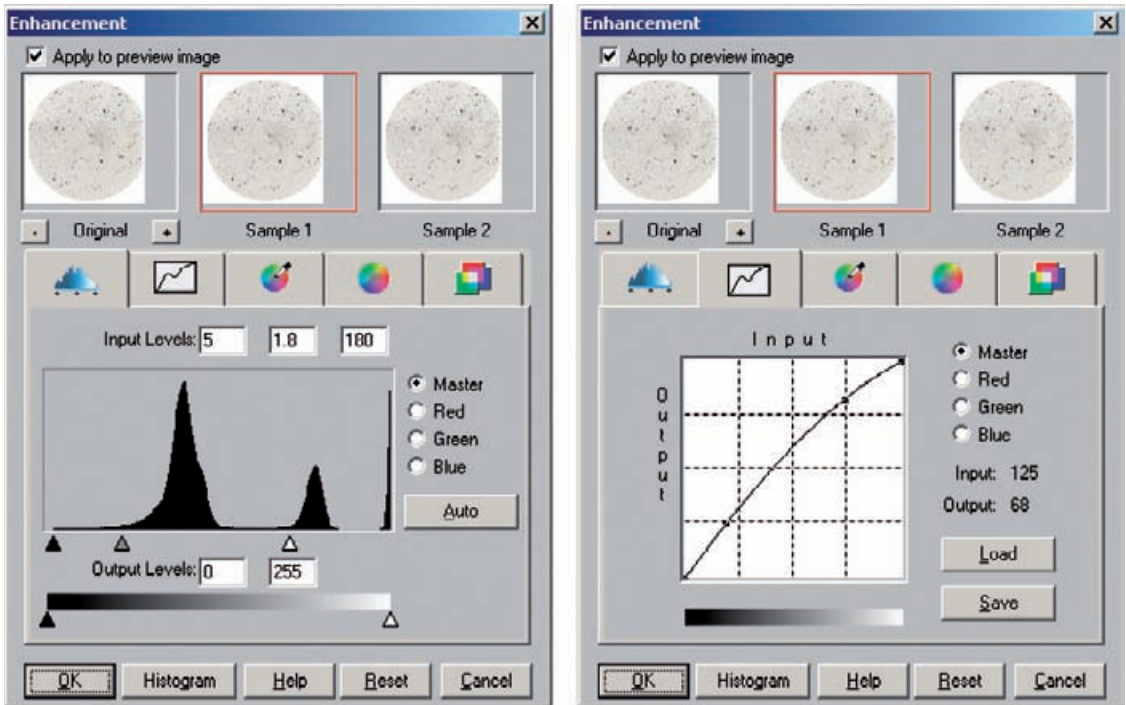 Enhancement
Apply to preview image
- Original + Sample 1 Sample 2
Input Levels: 5 1.8 180
Master
Red
Green
Blue
Auto
Output Levels: 0 255
OK Histogram Help Reset Cancel
Enhancement
Apply to preview image
- Original + Sample 1 Sample 2
Input
Output
Master
Red
Green
Blue
Input: 125
Output: 68
Load
Save
OK Histogram Help Reset Cancel